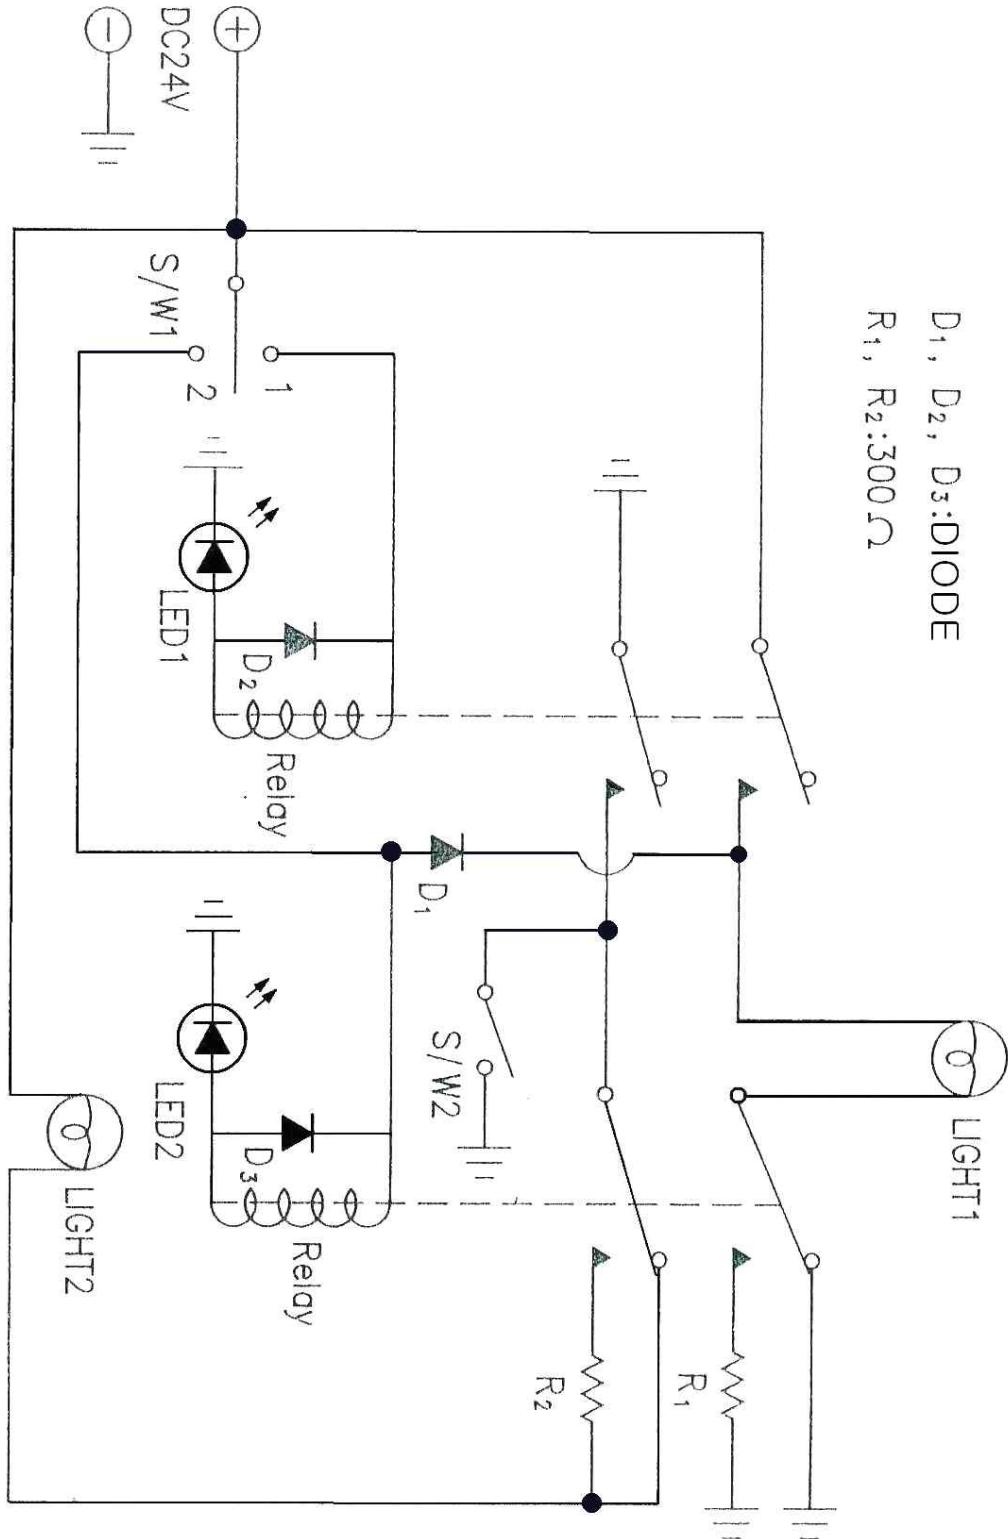 DC24V
+
−
S/W1
1
2
LED1
D₂
Relay
D₁
LED2
D₃
Relay
S/W2
LIGHT1
LIGHT2
R₁
R₂
D₁, D₂, D₃:DIODE
R₁, R₂:300Ω